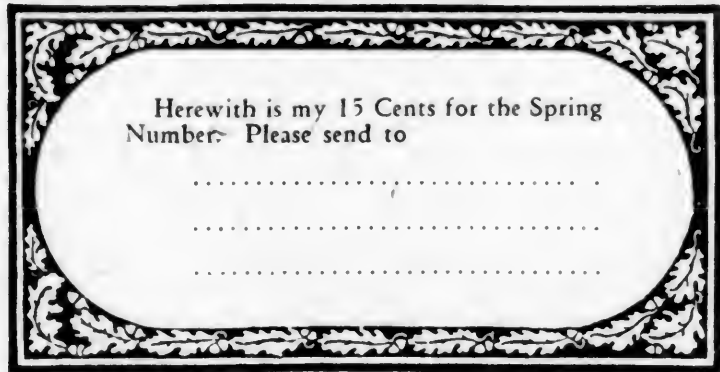 Herewith is my 15 Cents for the Spring
Number~ Please send to